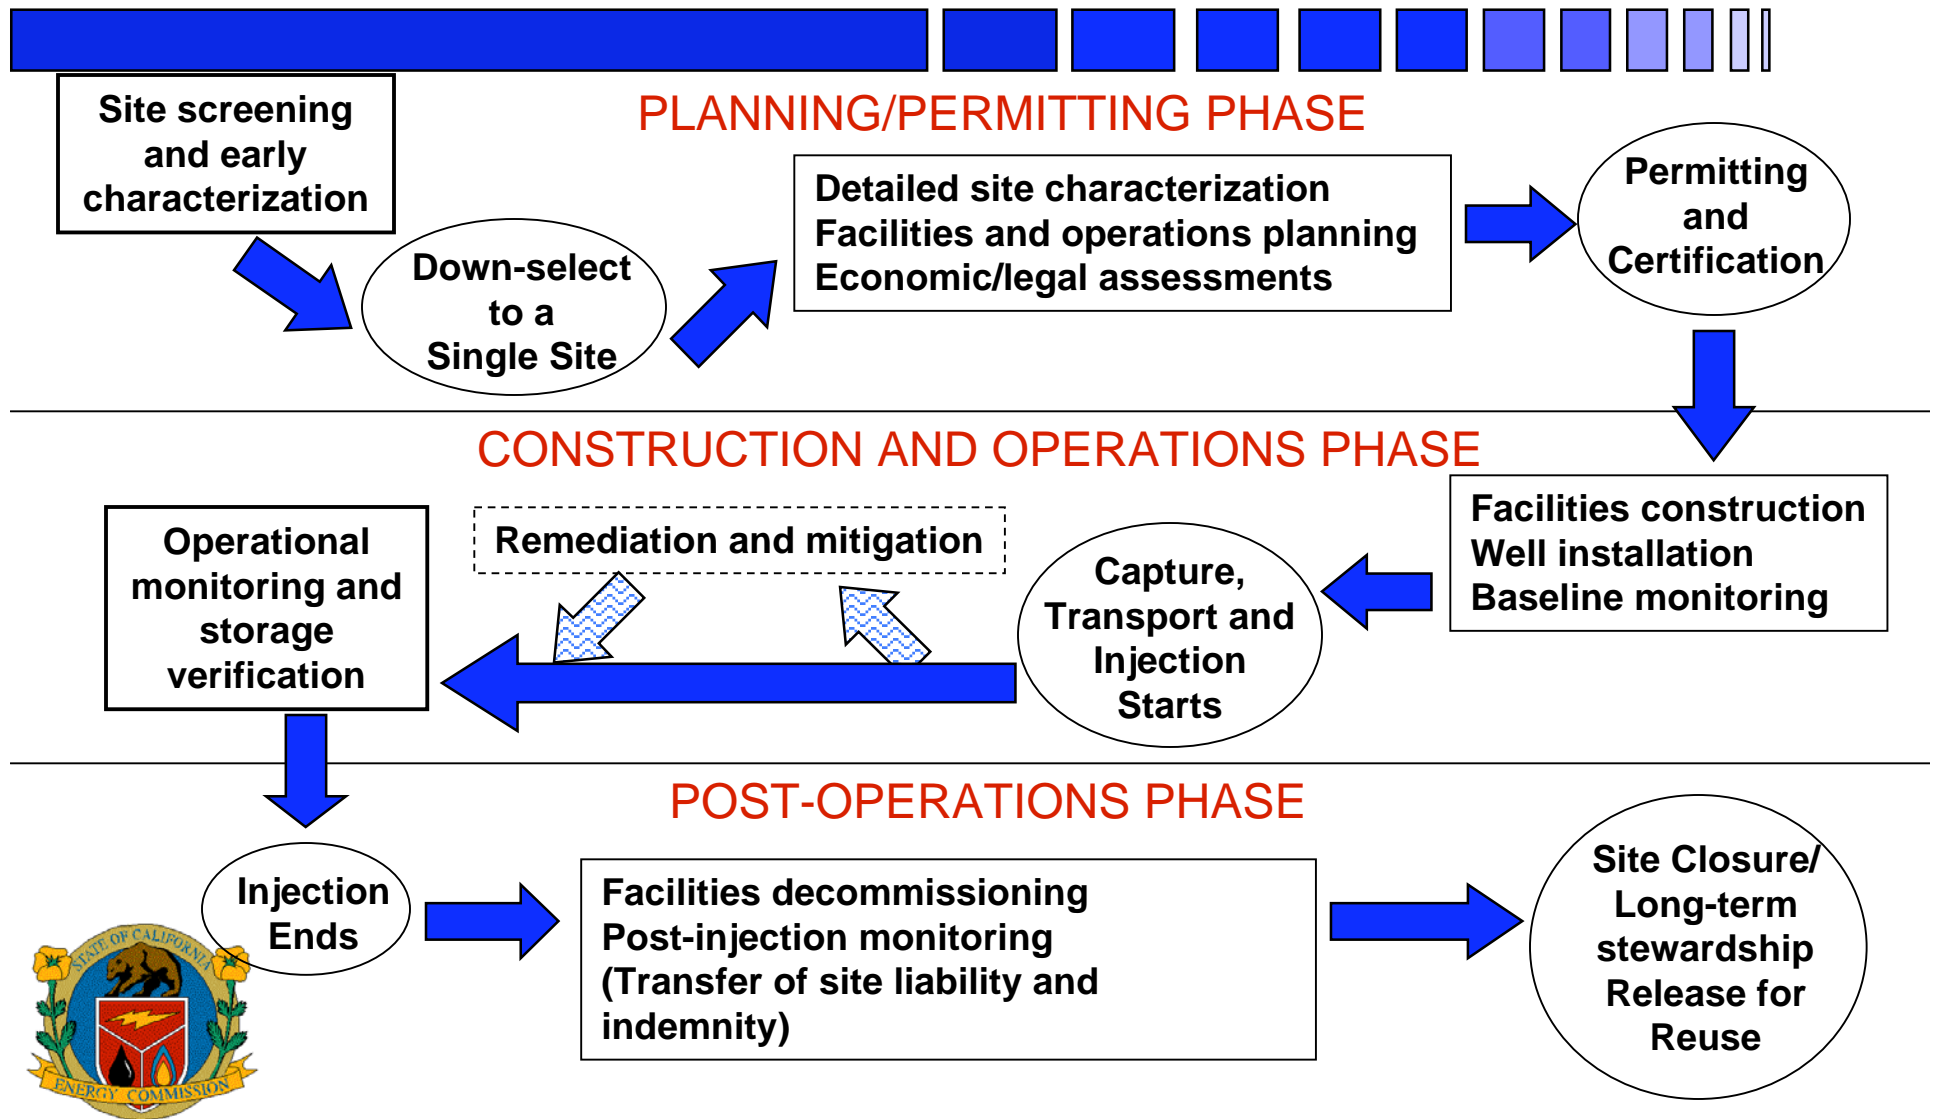 PLANNING/PERMITTING PHASE
Site screening
and early
characterization
Down-select
to a
Single Site
Detailed site characterization
Facilities and operations planning
Economic/legal assessments
Permitting
and
Certification
CONSTRUCTION AND OPERATIONS PHASE
Facilities construction
Well installation
Baseline monitoring
Capture,
Transport and
Injection
Starts
Remediation and mitigation
Operational
monitoring and
storage
verification
POST-OPERATIONS PHASE
Injection
Ends
Facilities decommissioning
Post-injection monitoring
(Transfer of site liability and
indemnity)
Site Closure/
Long-term
stewardship
Release for
Reuse
STATE OF CALIFORNIA
ENERGY COMMISSION